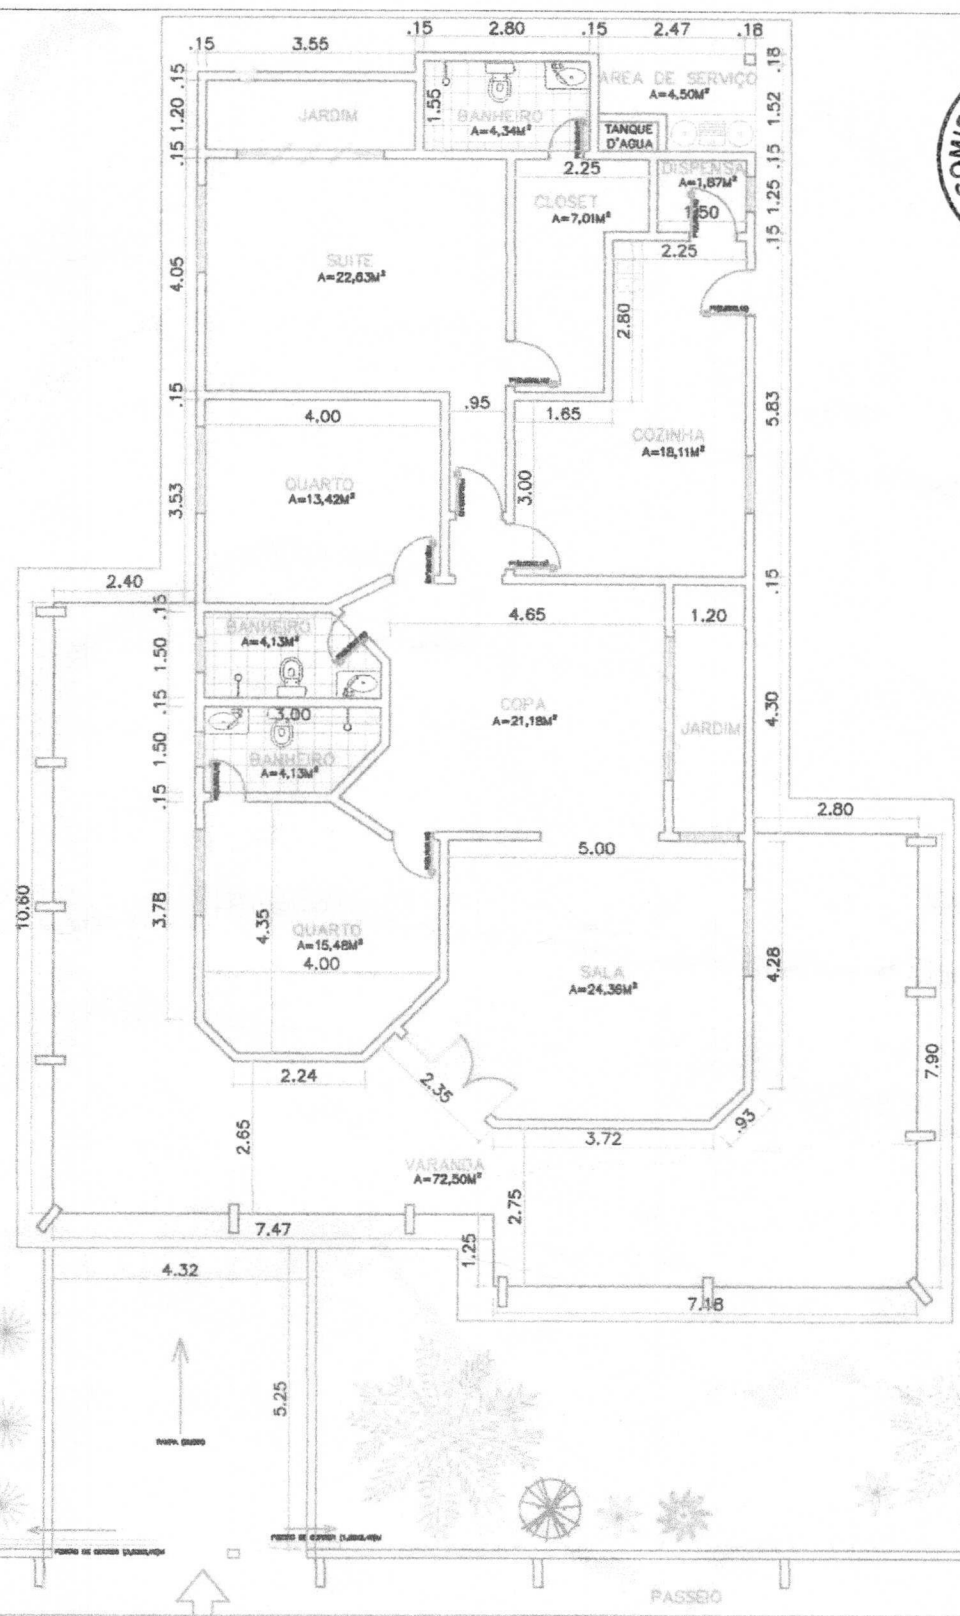 .15
3.55
.15
2.80
.15
2.47
.18
.15
1.20
.15
JARDIM
1.55
BANHEIRO
A=4,34M²
AREA DE SERVIÇO
A=4,50M²
TANQUE
D'AGUA
.18
1.52
.15
1.25
.15
2.25
DISPENSA
A=1,87M²
1.50
CLOSET
A=7,01M²
2.25
SUITE
A=22,63M²
4.05
2.80
.15
4.00
.95
1.65
5.83
COZINHA
A=18,11M²
QUARTO
A=13,42M²
3.53
3.00
2.40
.15
.15
BANHEIRO
A=4,13M²
1.50
4.65
1.20
.15
3.00
COPA
A=21,18M²
4.30
JARDIM
1.50
BANHEIRO
A=4,13M²
.15
2.80
5.00
10.60
3.78
4.35
QUARTO
A=15,48M²
4.00
SALA
A=24,36M²
4.28
2.24
2.35
7.90
.93
2.65
3.72
VARANDA
A=72,50M²
2.75
7.47
1.25
4.32
7.18
5.25
PASSEIO